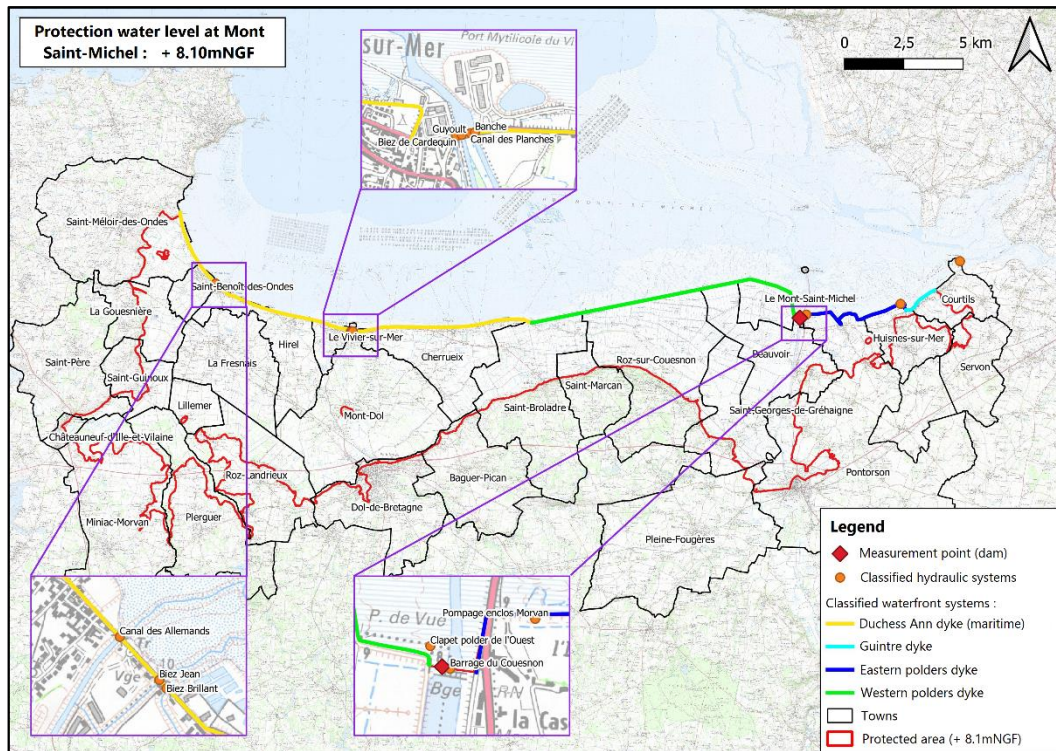 Protection water level at Mont
Saint-Michel : + 8.10mNGF
0 2,5 5 km
sur-Mer
Port Mytilicole du Vi
Guyoult
Banche
Biez de Cardequin
Canal des Planches
Saint-Méloir-des-Ondes
Saint-Benoît-des-Ondes
La Gouesnière
Le Vivier-sur-Mer
Hirel
La Fresnais
Cherrueix
Le Mont-Saint-Michel
Courtils
Huisnes-sur-Mer
Beauvoir
Servon
Saint-Père
Saint-Guinoux
Roz-sur-Couesnon
Saint-Marcan
Saint-Broladre
Lillemer
Mont-Dol
Saint-Georges-de-Gréhaigne
Châteauneuf-d'Ille-et-Vilaine
Roz-Landrieux
Baguer-Pican
Pontorson
Dol-de-Bretagne
Miniac-Morvan
Plerguer
Pleine-Fougères
Canal des Allemands
Vge
10
Biez Jean
Biez Brillant
P. de Vue
Pompage enclos Morvan
Clapet polder de l'Ouest
Barrage du Couesnon
Bge
RN
la Cas
Legend
Measurement point (dam)
Classified hydraulic systems
Classified waterfront systems :
Duchess Ann dyke (maritime)
Guintre dyke
Eastern polders dyke
Western polders dyke
Towns
Protected area (+ 8.1mNGF)